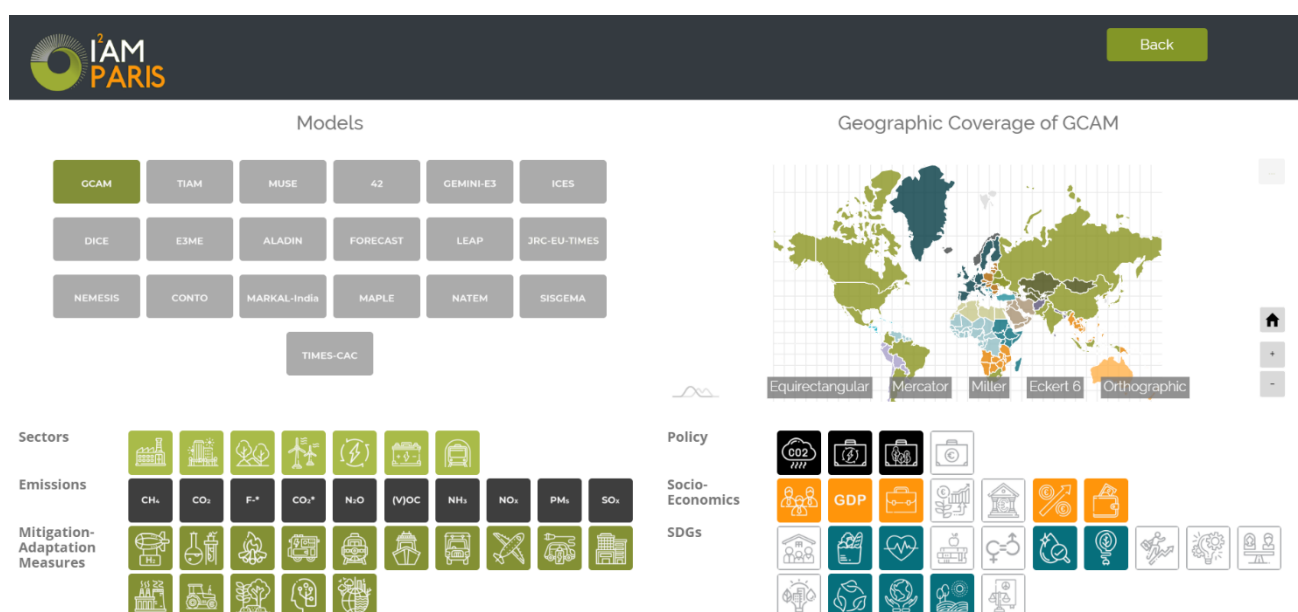 I²AM
PARIS
Back
Models
Geographic Coverage of GCAM
GCAM
TIAM
MUSE
42
GEMINI-E3
ICES
DICE
E3ME
ALADIN
FORECAST
LEAP
JRC-EU-TIMES
NEMESIS
CONTO
MARKAL-India
MAPLE
NATEM
SISGEMA
TIMES-CAC
Equirectangular
Mercator
Miller
Eckert 6
Orthographic
+
-
Sectors
Emissions
CH₄
CO₂
F-*
CO₂*
N₂O
(V)OC
NH₃
NOₓ
PMₛ
SOₓ
Mitigation-
Adaptation
Measures
H₂
Policy
CO2
Socio-
Economics
GDP
SDGs